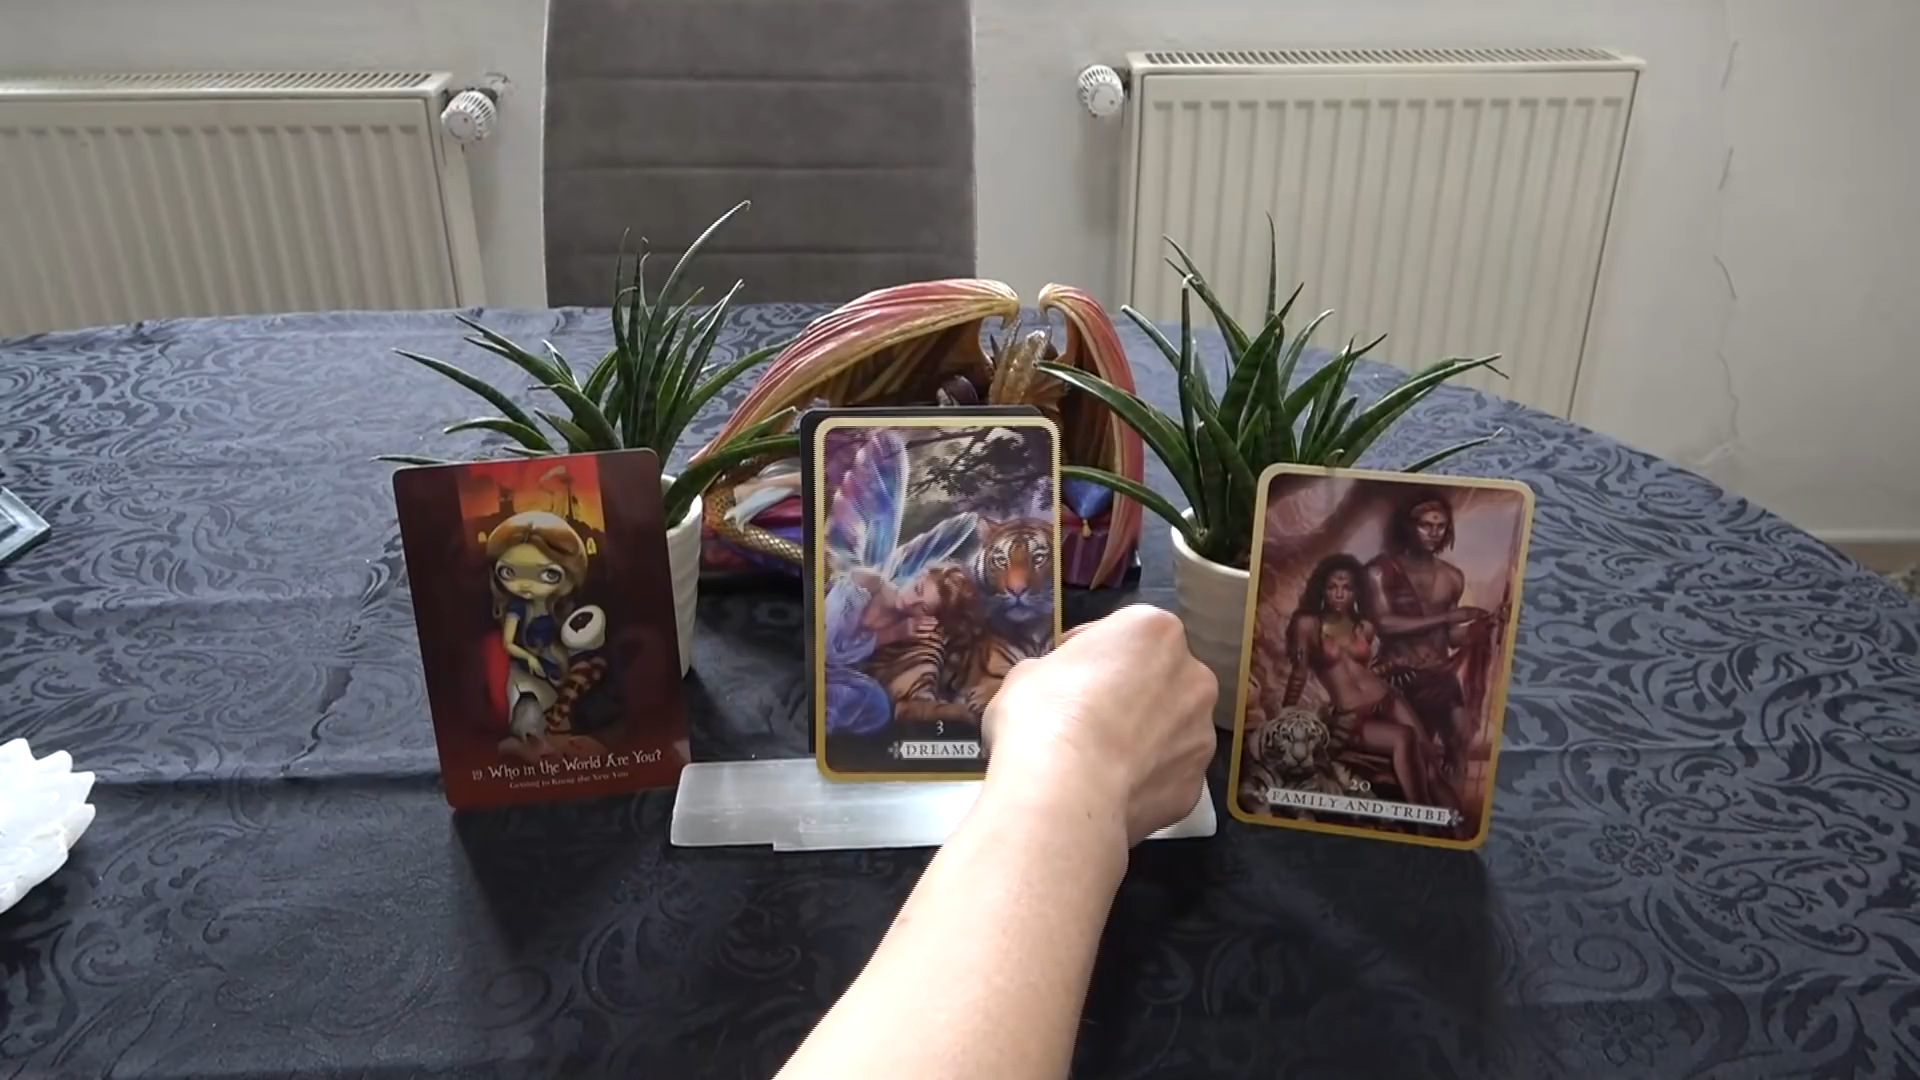 19 Who in the World Are You?
Getting to Know the New You
3
DREAMS
20
FAMILY AND TRIBE